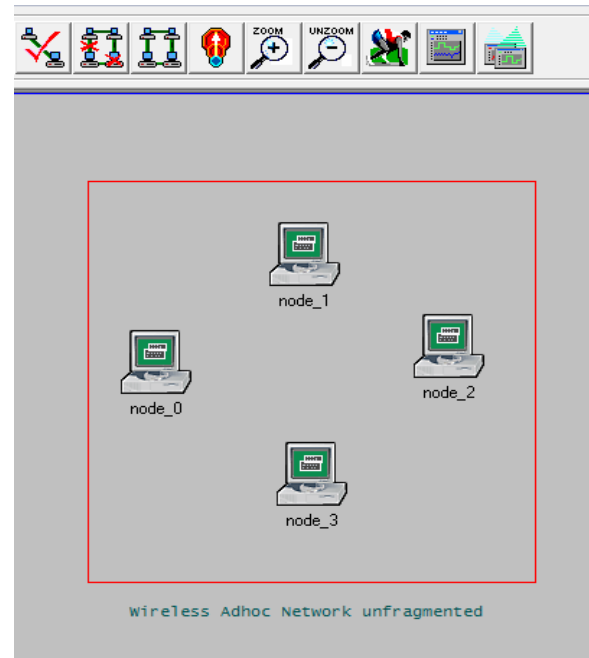 ZOOM
UNZOOM
node_1
node_2
node_0
node_3
Wireless Adhoc Network unfragmented